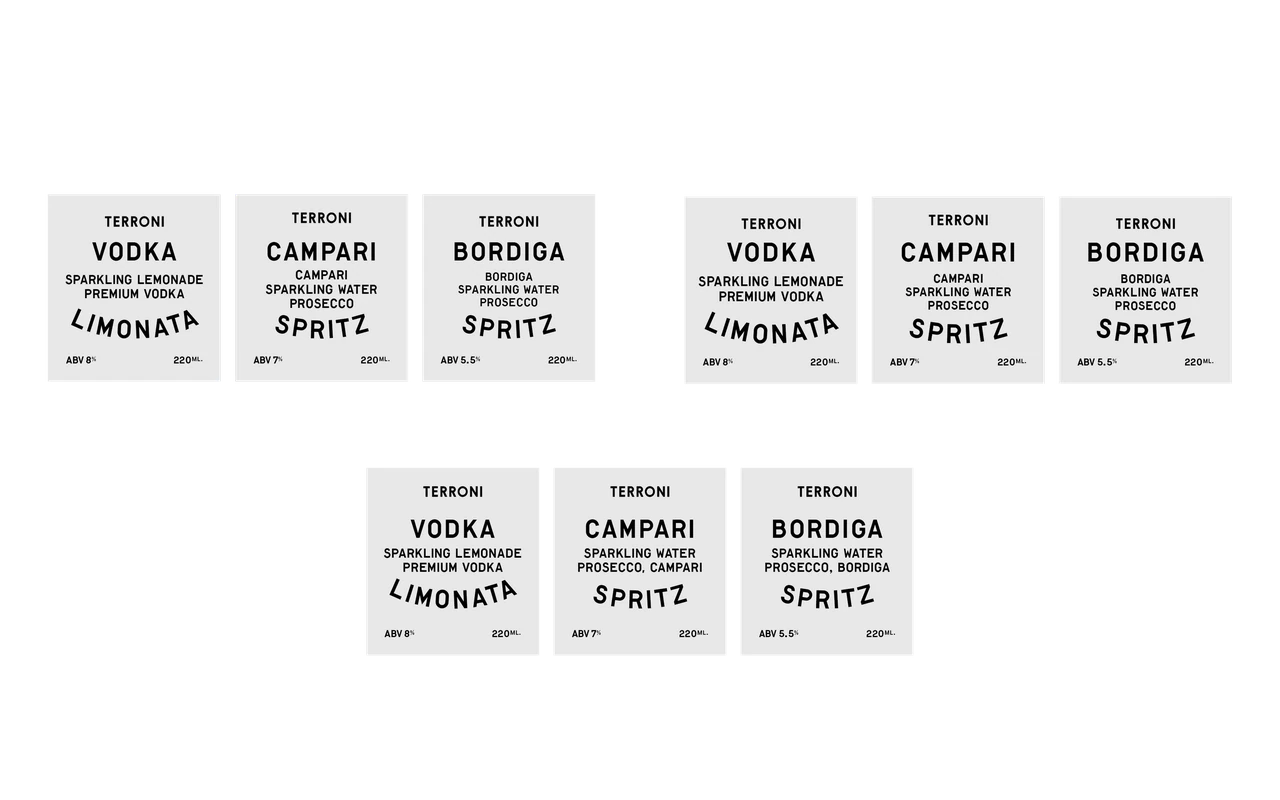 TERRONI
VODKA
SPARKLING LEMONADE
PREMIUM VODKA
LIMONATA
ABV 8% 220ML.
TERRONI
CAMPARI
CAMPARI
SPARKLING WATER
PROSECCO
SPRITZ
ABV 7% 220ML.
TERRONI
BORDIGA
BORDIGA
SPARKLING WATER
PROSECCO
SPRITZ
ABV 5.5% 220ML.
TERRONI
VODKA
SPARKLING LEMONADE
PREMIUM VODKA
LIMONATA
ABV 8% 220ML.
TERRONI
CAMPARI
CAMPARI
SPARKLING WATER
PROSECCO
SPRITZ
ABV 7% 220ML.
TERRONI
BORDIGA
BORDIGA
SPARKLING WATER
PROSECCO
SPRITZ
ABV 5.5% 220ML.
TERRONI
VODKA
SPARKLING LEMONADE
PREMIUM VODKA
LIMONATA
ABV 8% 220ML.
TERRONI
CAMPARI
SPARKLING WATER
PROSECCO, CAMPARI
SPRITZ
ABV 7% 220ML.
TERRONI
BORDIGA
SPARKLING WATER
PROSECCO, BORDIGA
SPRITZ
ABV 5.5% 220ML.